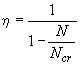 η = 1 / (1 − N / N_cr)